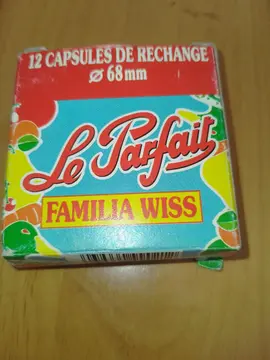 12 CAPSULES DE RECHANGE
Ø 68mm
Le Parfait
FAMILIA WISS